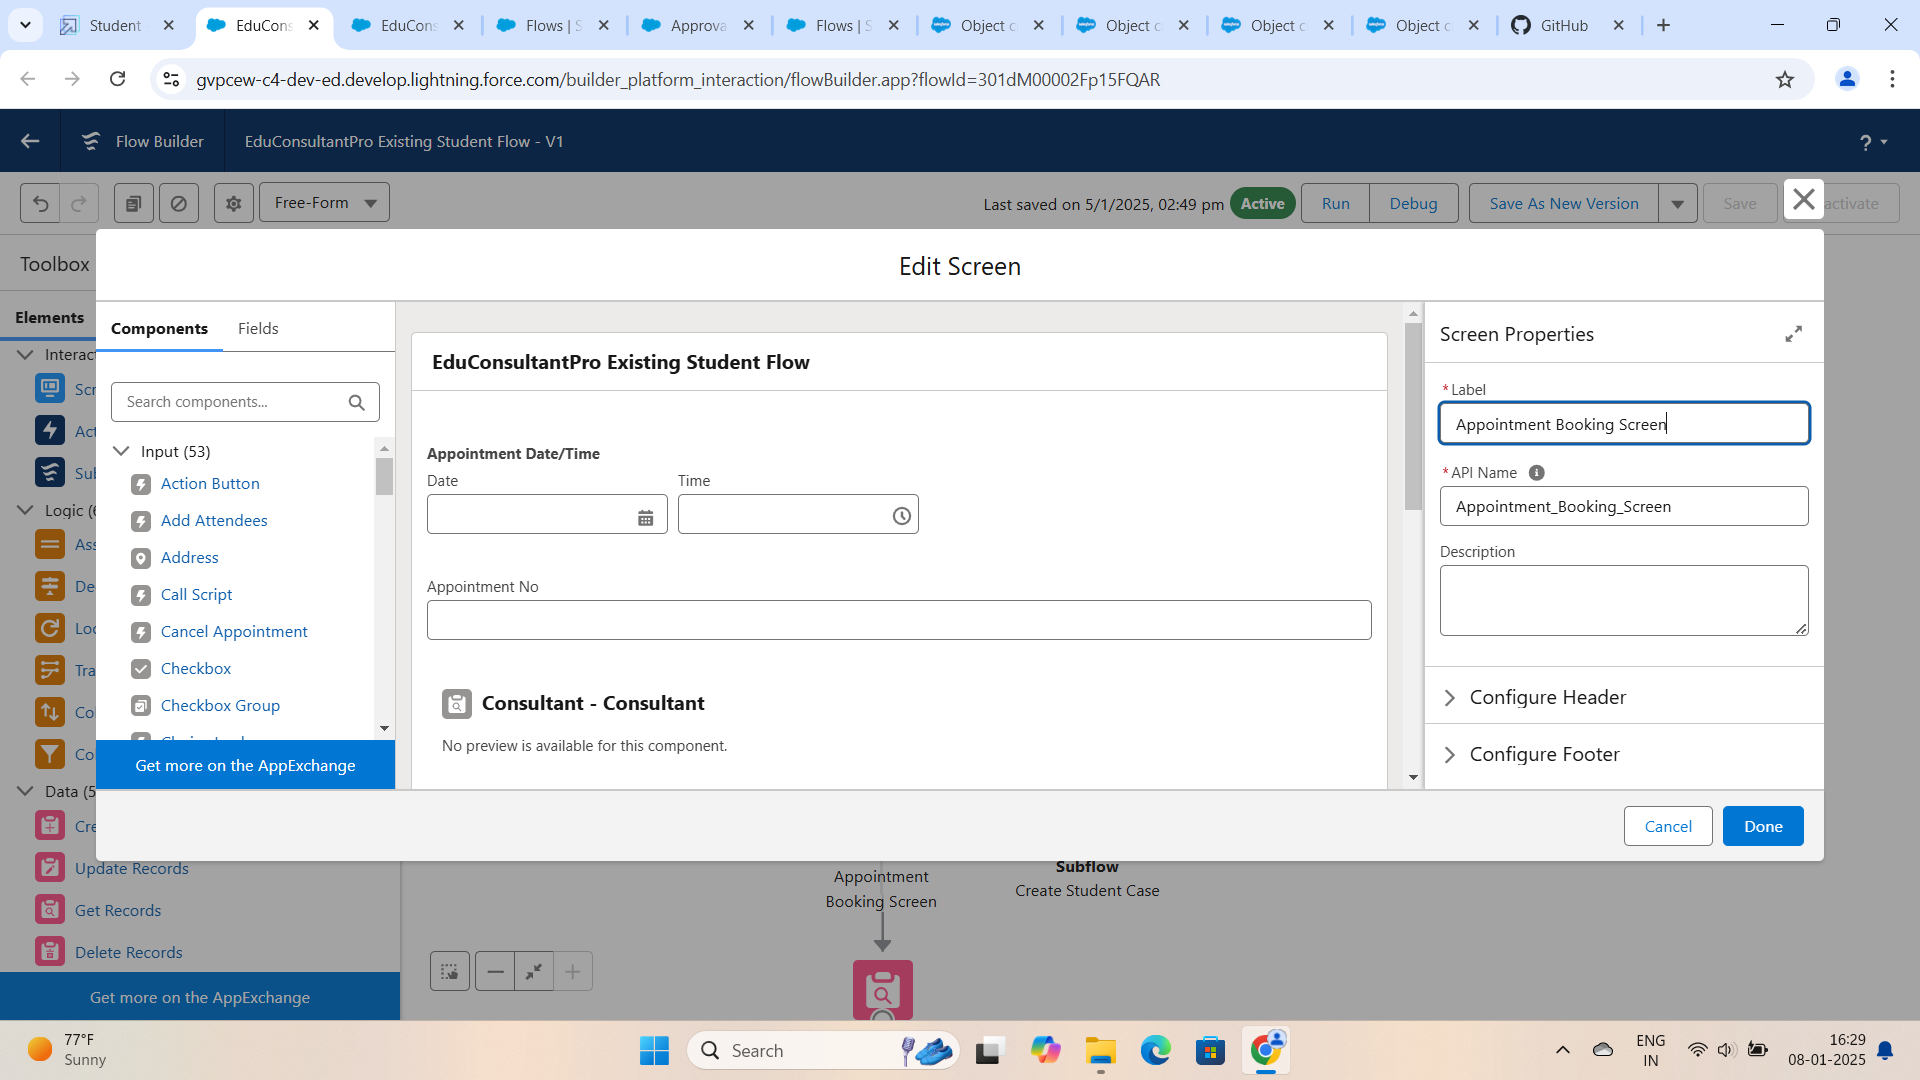 Student
EduCons
EduCons
Flows | S
Approva
Flows | S
Object c
Object c
Object c
Object c
GitHub
gvpcew-c4-dev-ed.develop.lightning.force.com/builder_platform_interaction/flowBuilder.app?flowId=301dM00002Fp15FQAR
Flow Builder
EduConsultantPro Existing Student Flow - V1
?
Free-Form
Last saved on 5/1/2025, 02:49 pm
Active
Run
Debug
Save As New Version
Save
activate
Toolbox
Edit Screen
Elements
Components
Fields
Interac
Scr
Search components...
Act
Input (53)
Sub
Action Button
Logic (6
Add Attendees
Ass
Address
De
Call Script
Loo
Cancel Appointment
Tra
Checkbox
Col
Checkbox Group
Co
Get more on the AppExchange
Data (5
Cre
EduConsultantPro Existing Student Flow
Appointment Date/Time
Date
Time
Appointment No
Consultant - Consultant
No preview is available for this component.
Screen Properties
*Label
Appointment Booking Screen
*API Name
Appointment_Booking_Screen
Description
Configure Header
Configure Footer
Cancel
Done
Update Records
Get Records
Delete Records
Get more on the AppExchange
Appointment
Booking Screen
Subflow
Create Student Case
77°F
Sunny
Search
ENG
IN
16:29
08-01-2025